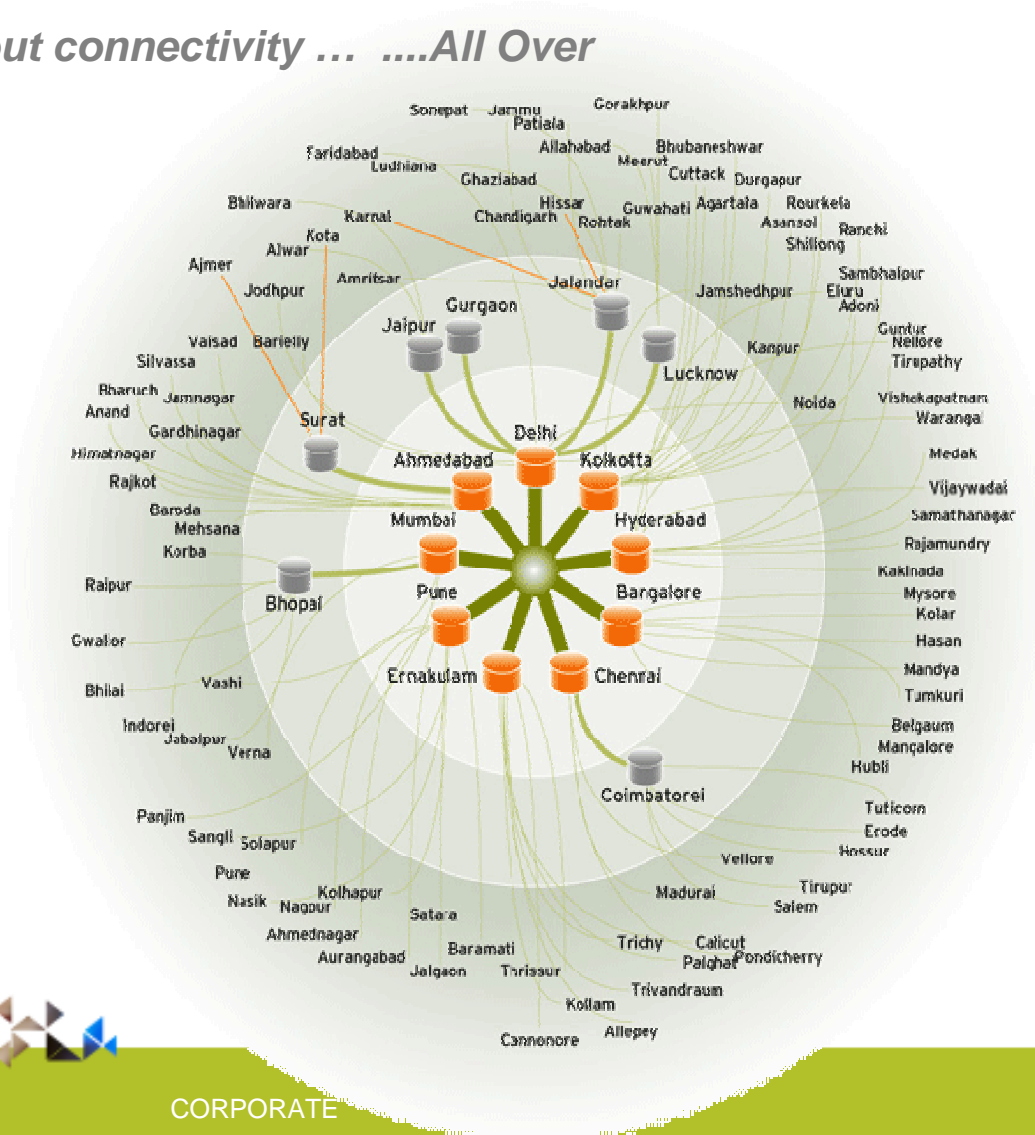 out connectivity … ....All Over
Sonepat
Jammu
Gorakhpur
Patiala
Faridabad
Ludhiana
Allahabad
Meerut
Bhubaneshwar
Ghaziabad
Cuttack
Durgapur
Bhilwara
Karnal
Hissar
Chandigarh
Rohtak
Guwahati
Agartala
Rourkela
Asansol
Ranchi
Shillong
Kota
Alwar
Ajmer
Jodhpur
Amritsar
Jalandar
Jamshedhpur
Sambhalpur
Eluru
Adoni
Gurgaon
Jaipur
Guntur
Nellore
Tirupathy
Valsad
Barielly
Silvassa
Kanpur
Lucknow
Bharuch
Jamnagar
Anand
Surat
Noida
Vishakapatnam
Warangal
Gardhinagar
Delhi
Himatnagar
Ahmedabad
Kolkotta
Medak
Rajkot
Vijaywadai
Baroda
Mumbai
Hyderabad
Samathanagar
Mehsana
Korba
Rajamundry
Raipur
Bhopal
Pune
Bangalore
Kakinada
Mysore
Kolar
Gwalior
Hasan
Ernakulam
Chennai
Mandya
Bhilai
Vashi
Tumkuri
Indorei
Jabalpur
Verna
Belgaum
Mangalore
Hubli
Coimbatorei
Panjim
Tuticorn
Sangli
Solapur
Erode
Hossur
Pune
Vellore
Nasik
Nagpur
Kolhapur
Madurai
Tirupur
Salem
Satara
Ahmednagar
Aurangabad
Baramati
Jalgaon
Thrissur
Trichy
Calicut
Palghat
Pondicherry
Trivandraum
Kollam
Cannonore
Allepey
CORPORATE